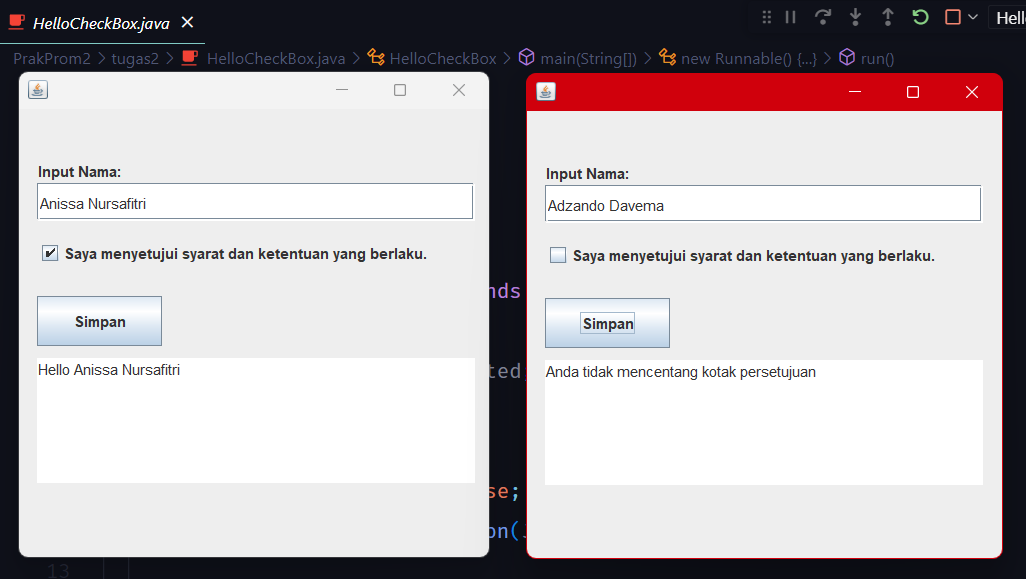 HelloCheckBox.java
Hello
PrakProm2 > tugas2 > HelloCheckBox.java > HelloCheckBox > main(String[]) > new Runnable() {...} > run()
Input Nama:
Anissa Nursafitri
Saya menyetujui syarat dan ketentuan yang berlaku.
Simpan
Hello Anissa Nursafitri
nds
ted
se;
on(
13
Input Nama:
Adzando Davema
Saya menyetujui syarat dan ketentuan yang berlaku.
Simpan
Anda tidak mencentang kotak persetujuan